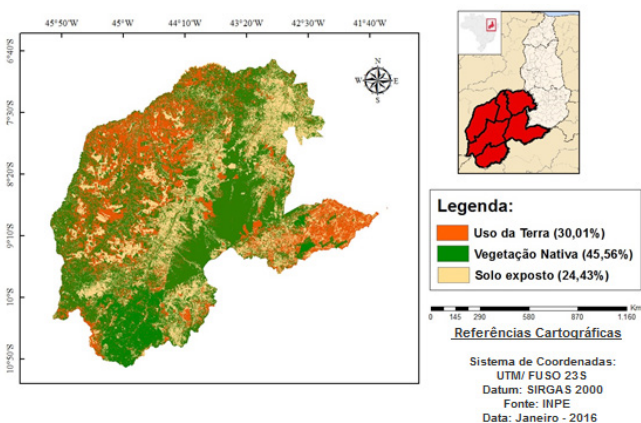 45°50' 45°0' 44°10' 43°20' 42°30' 41°40'
6°40'S
7°30'S
8°20'S
9°10'S
10°0'S
10°50'S
N
W E
S
Legenda:
Uso da Terra (30,01%)
Vegetação Nativa (45,56%)
Solo exposto (24,43%)
Km
0 145 290 580 870 1.160
Referências Cartográficas
Sistema de Coordenadas:
UTM/ FUSO 23S
Datum: SIRGAS 2000
Fonte: INPE
Data: Janeiro - 2016